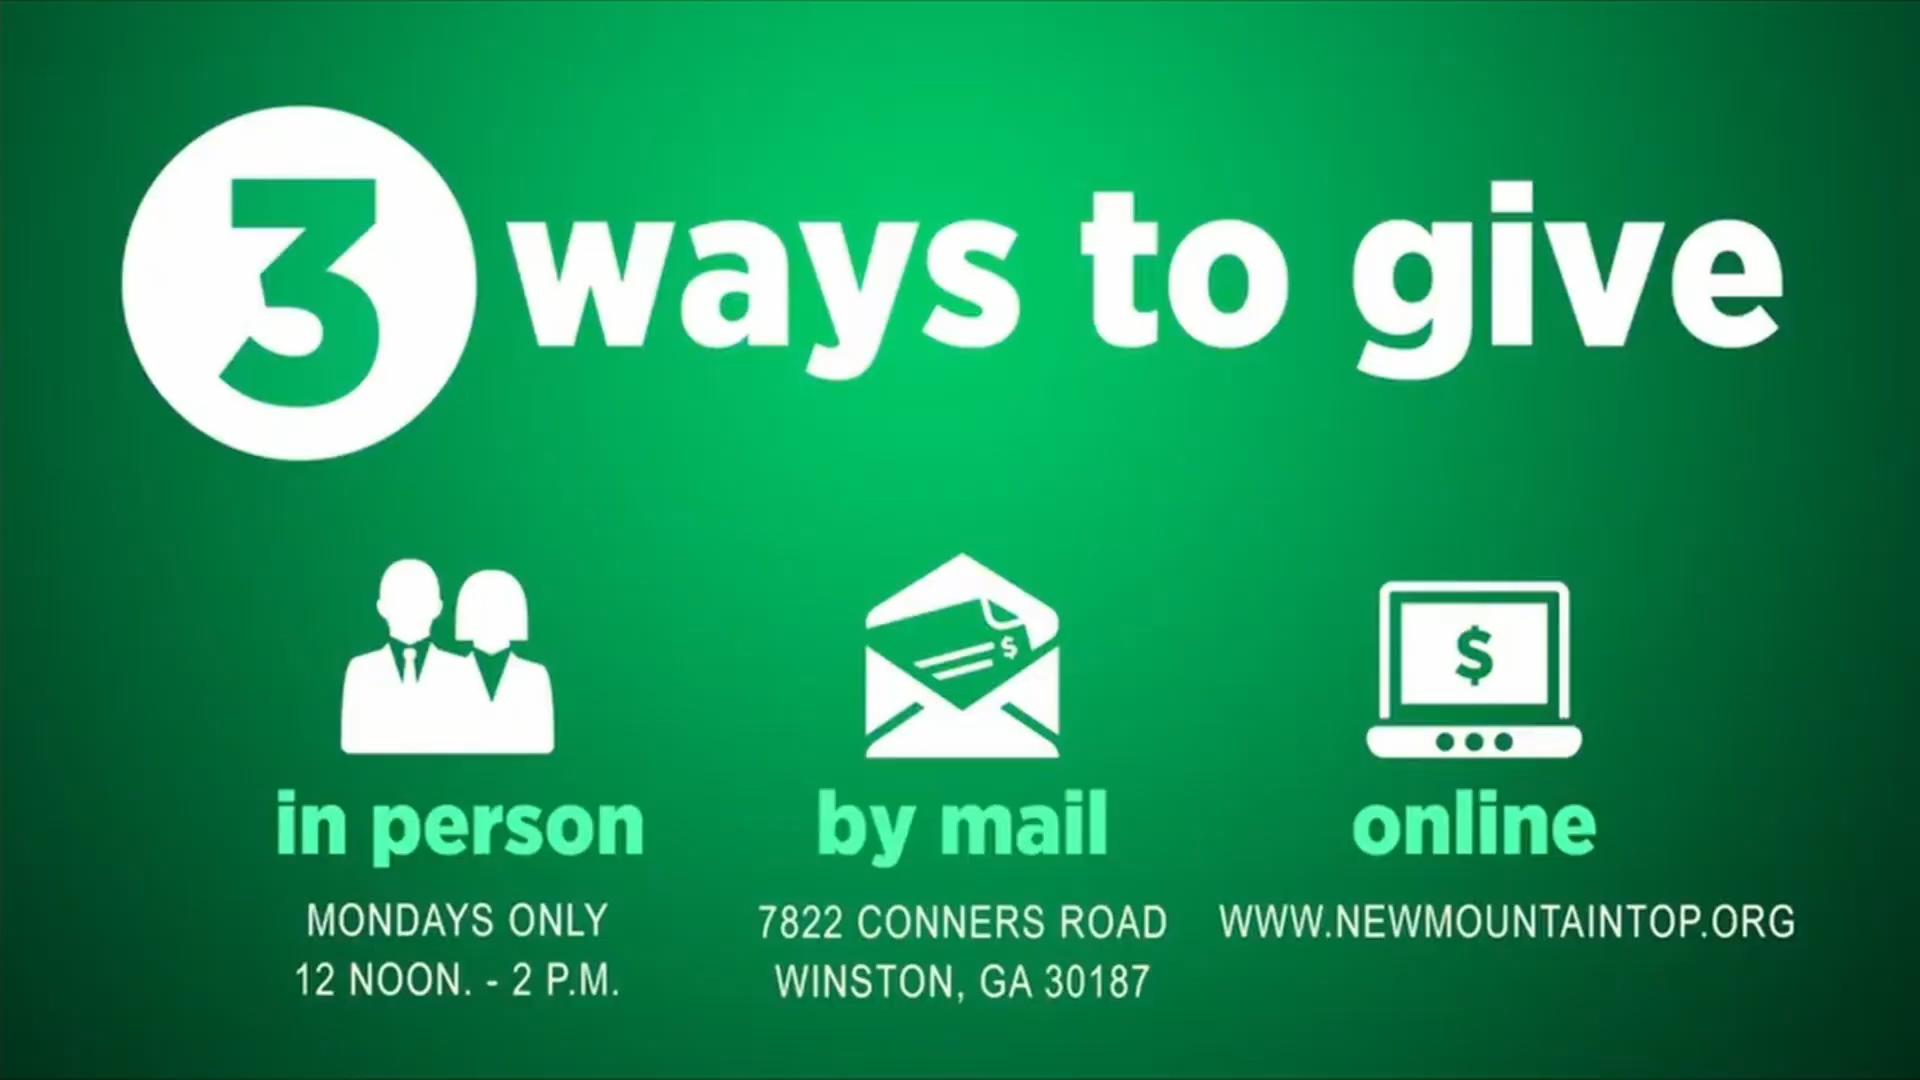 3 ways to give
$
$
in person
by mail
online
MONDAYS ONLY
12 NOON. - 2 P.M.
7822 CONNERS ROAD
WINSTON, GA 30187
WWW.NEWMOUNTAINTOP.ORG